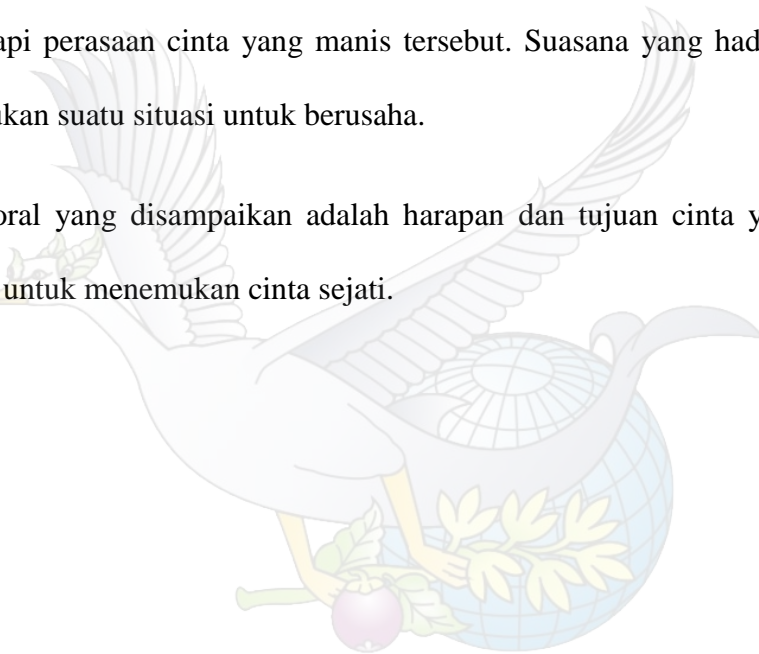 api perasaan cinta yang manis tersebut. Suasana yang had
ukan suatu situasi untuk berusaha.
oral yang disampaikan adalah harapan dan tujuan cinta y
untuk menemukan cinta sejati.